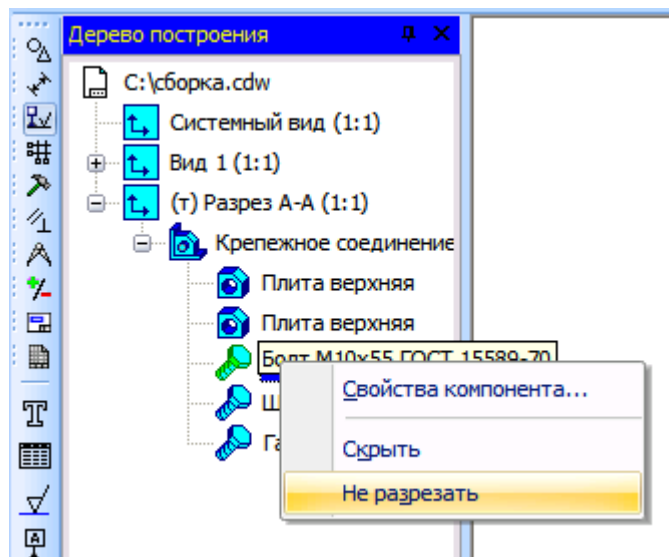 Дерево построения
C:\сборка.cdw
Системный вид (1:1)
Вид 1 (1:1)
(т) Разрез А-А (1:1)
Крепежное соединение
Плита верхняя
Плита верхняя
Болт М10х55 ГОСТ 15589-70
Свойства компонента...
Скрыть
Не разрезать